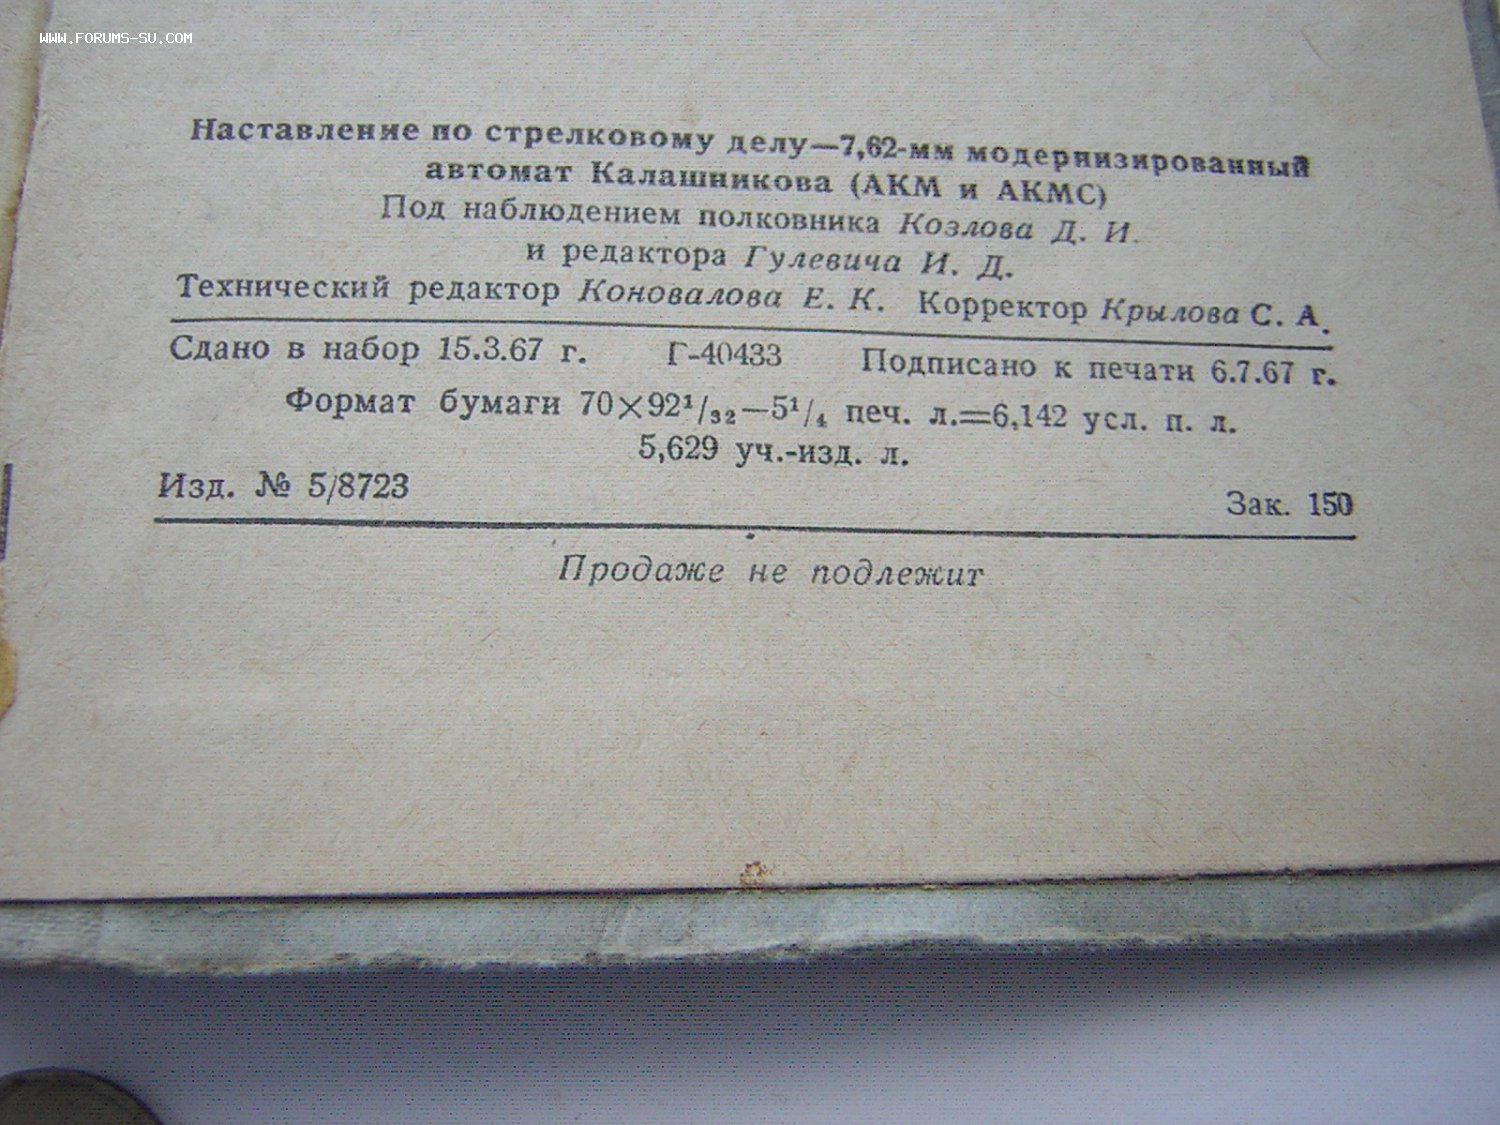 WWW.FORUMS-SU.COM
Наставление по стрелковому делу—7,62-мм модернизированный
автомат Калашникова (АКМ и АКМС)
Под наблюдением полковника Козлова Д. И.
и редактора Гулевича И. Д.
Технический редактор Коновалова Е. К. Корректор Крылова С. А.
Сдано в набор 15.3.67 г. Г-40433 Подписано к печати 6.7.67 г.
Формат бумаги 70×92¹/₃₂—5¹/₄ печ. л.=6,142 усл. п. л.
5,629 уч.-изд. л.
Изд. № 5/8723 Зак. 150
Продаже не подлежит